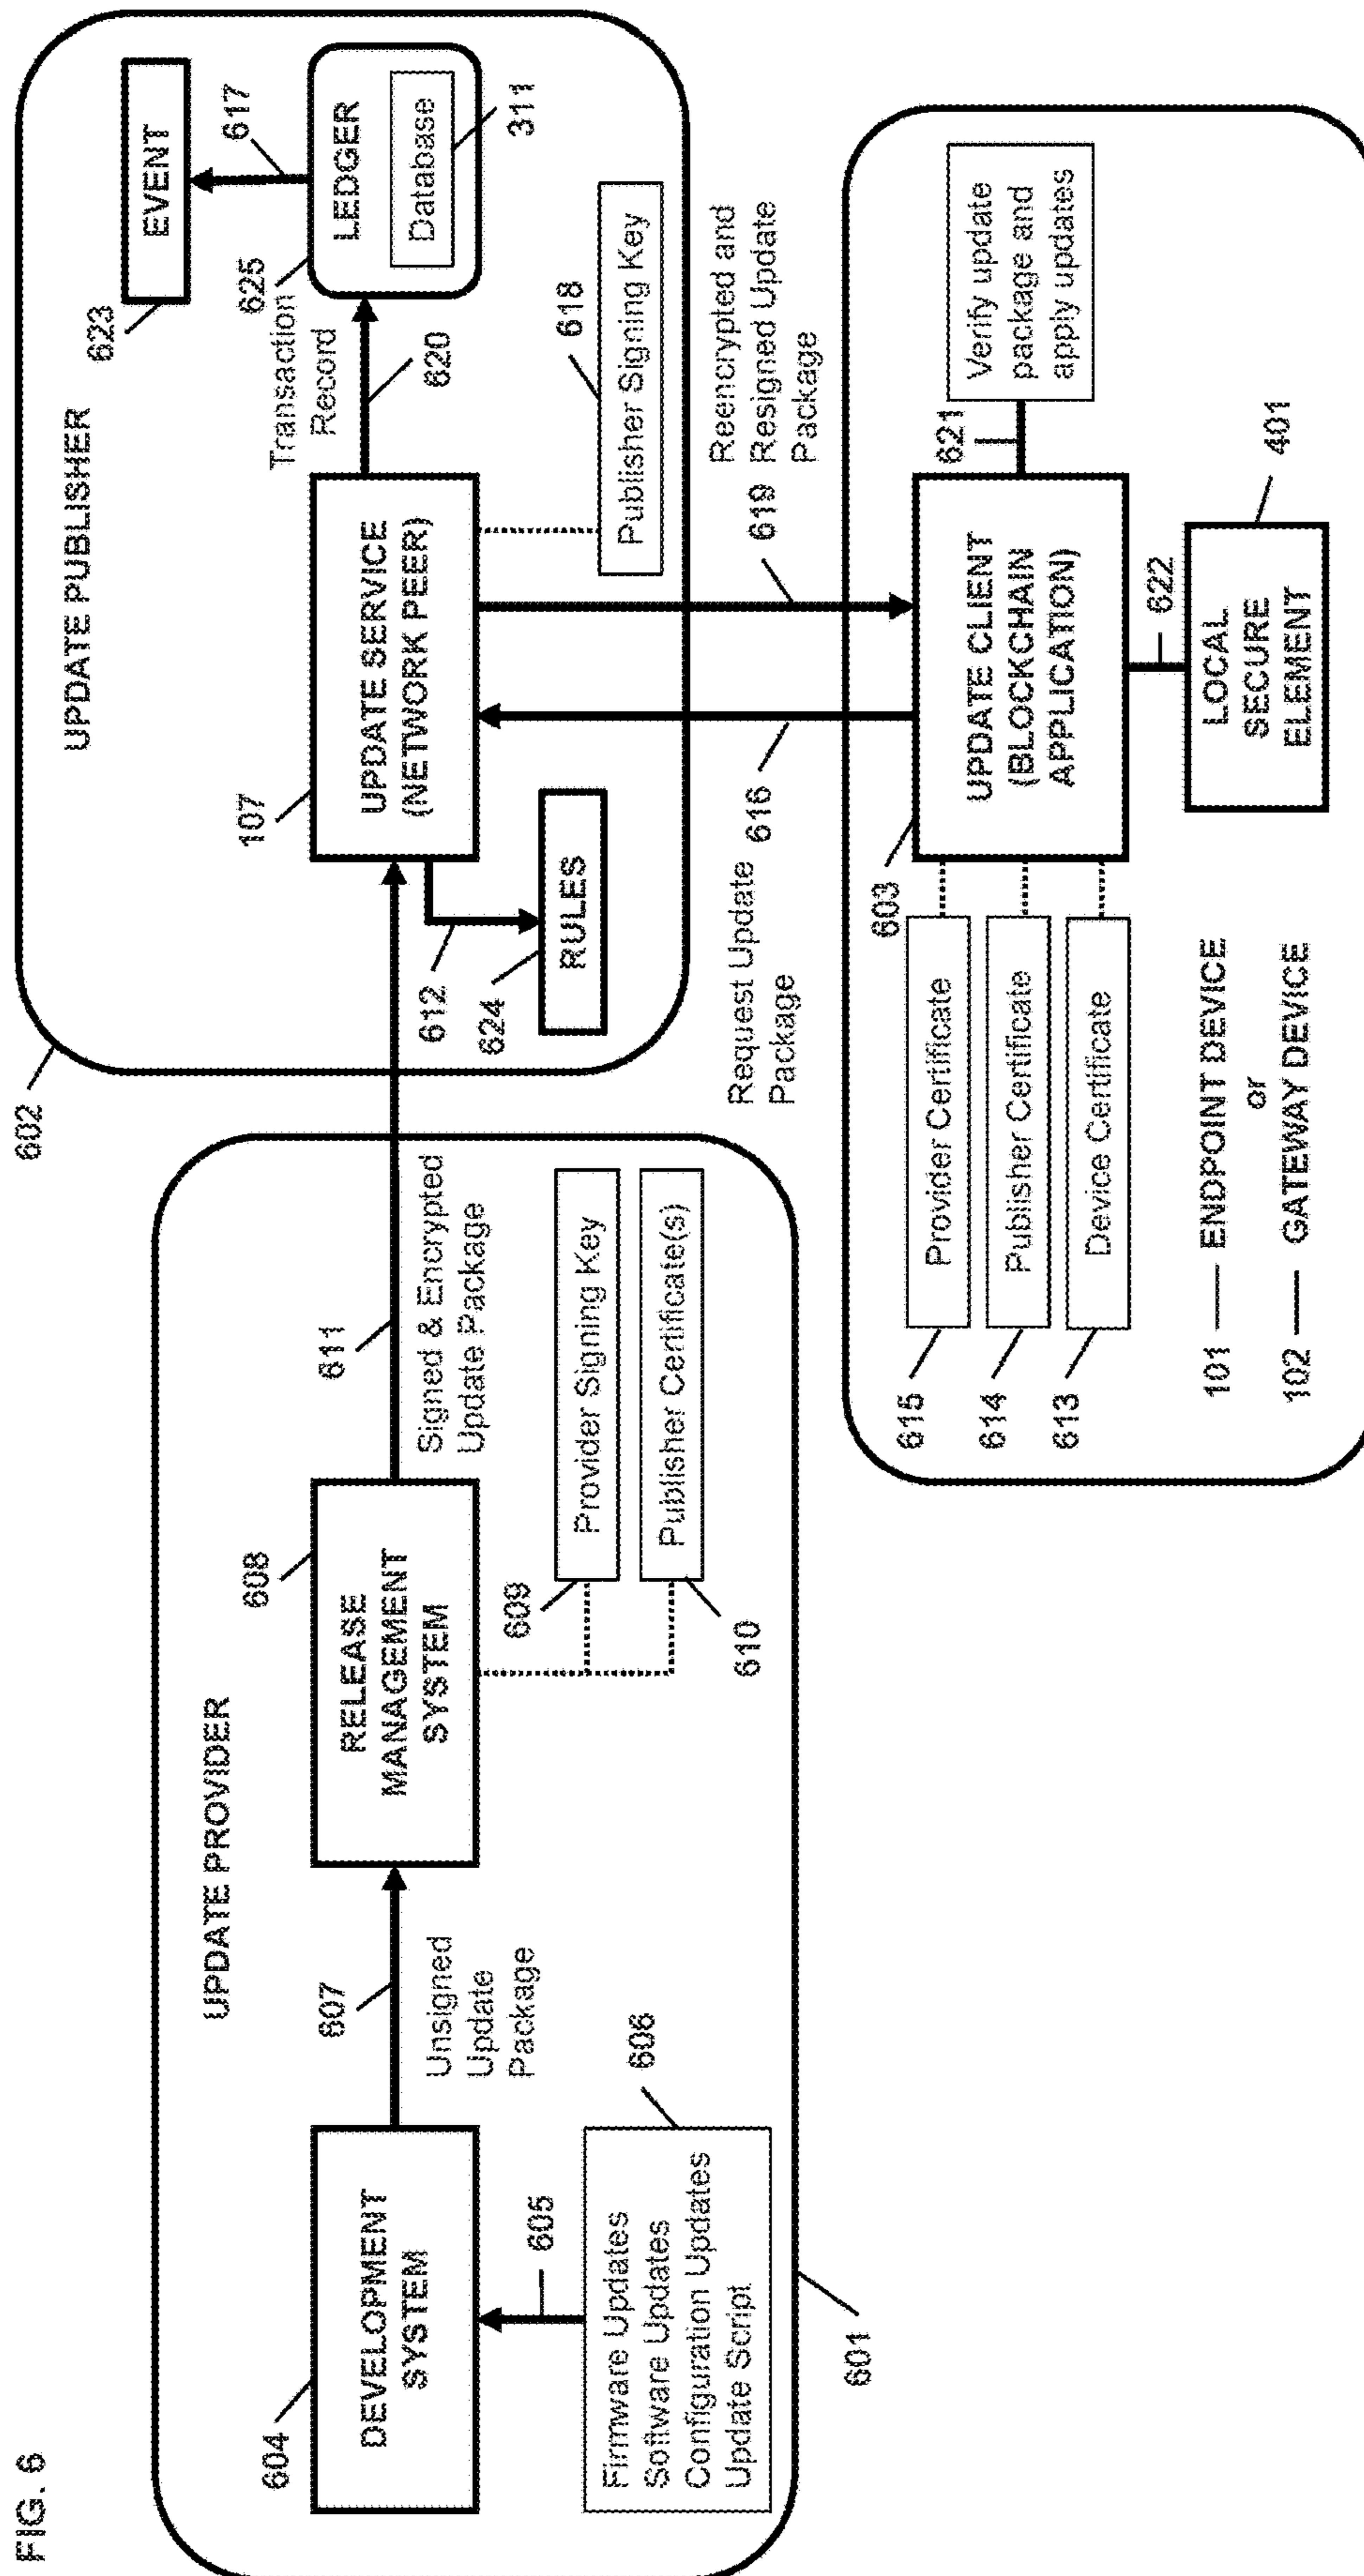 FIG. 6
UPDATE PROVIDER
604
DEVELOPMENT
SYSTEM
605
606
Firmware Updates
Software Updates
Configuration Updates
Update Script
601
607
Unsigned
Update
Package
608
RELEASE
MANAGEMENT
SYSTEM
609
Provider Signing Key
610
Publisher Certificate(s)
611
Signed & Encrypted
Update Package
602
UPDATE PUBLISHER
107
UPDATE SERVICE
(NETWORK PEER)
612
624
RULES
623
EVENT
617
625
LEDGER
Database
311
Transaction
Record
620
618
Publisher Signing Key
Request Update
Package
616
619
Reencrypted and
Resigned Update
Package
603
UPDATE CLIENT
(BLOCKCHAIN
APPLICATION)
621
Verify update
package and
apply updates
622
401
LOCAL
SECURE
ELEMENT
615
Provider Certificate
614
Publisher Certificate
613
Device Certificate
101 ENDPOINT DEVICE
or
102 GATEWAY DEVICE